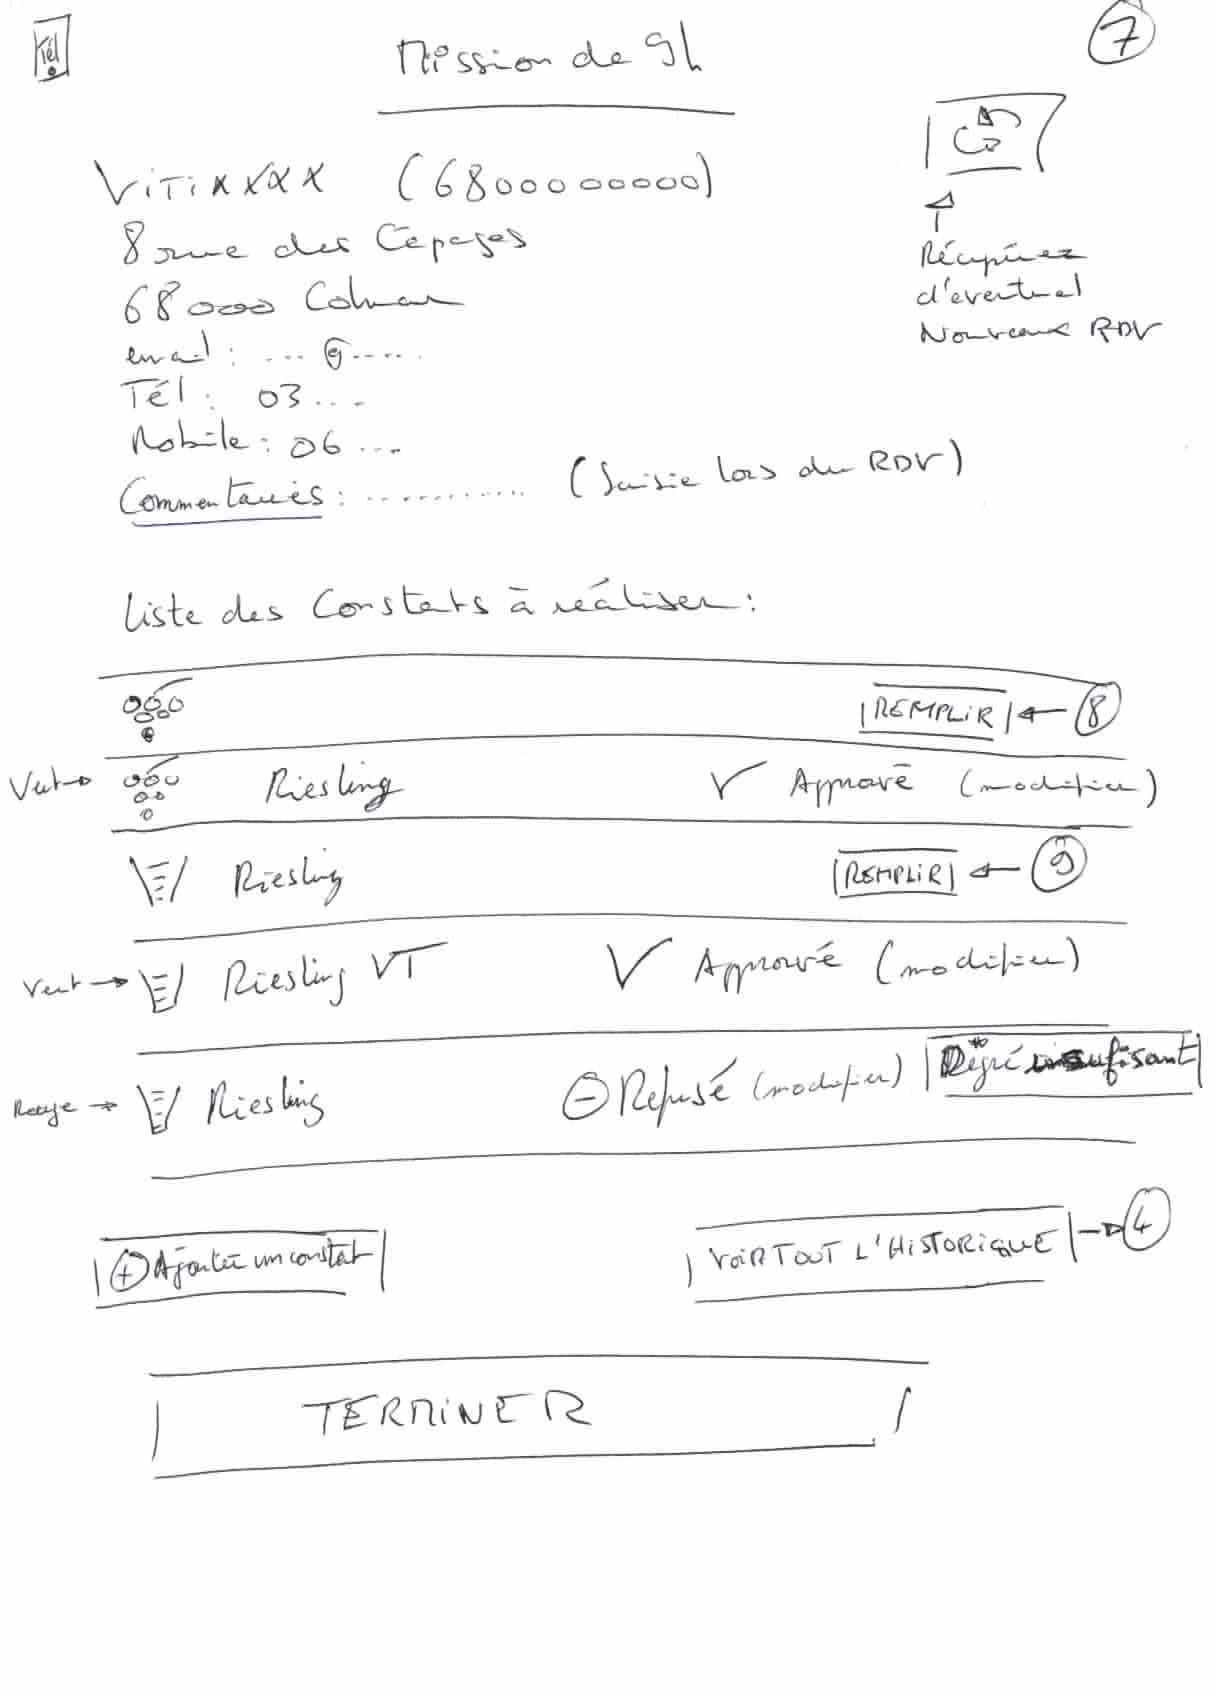 Tél
Mission de 9h
7
VITIXXXX (6800000000)
8 rue des Cépages
68000 Colmar
email : ... @ .....
Tél : 03 ....
Mobile : 06 ....
Commentaires : ........... (Saisie lors du RDV)
Récupérez
d'eventuel
Nouveaux RDV
Liste des Constats à réaliser :
REMPLIR ← 8
Vert → Riesling ✓ Approuvé (modifier)
Riesling REMPLIR ← 9
Vert → Riesling VT ✓ Approuvé (modifier)
Rouge → Riesling ⊖ Refusé (modifier) Degré insufisant
⊕ Ajouter un constat
VOIR TOUT L'HISTORIQUE → 4
TERMINER